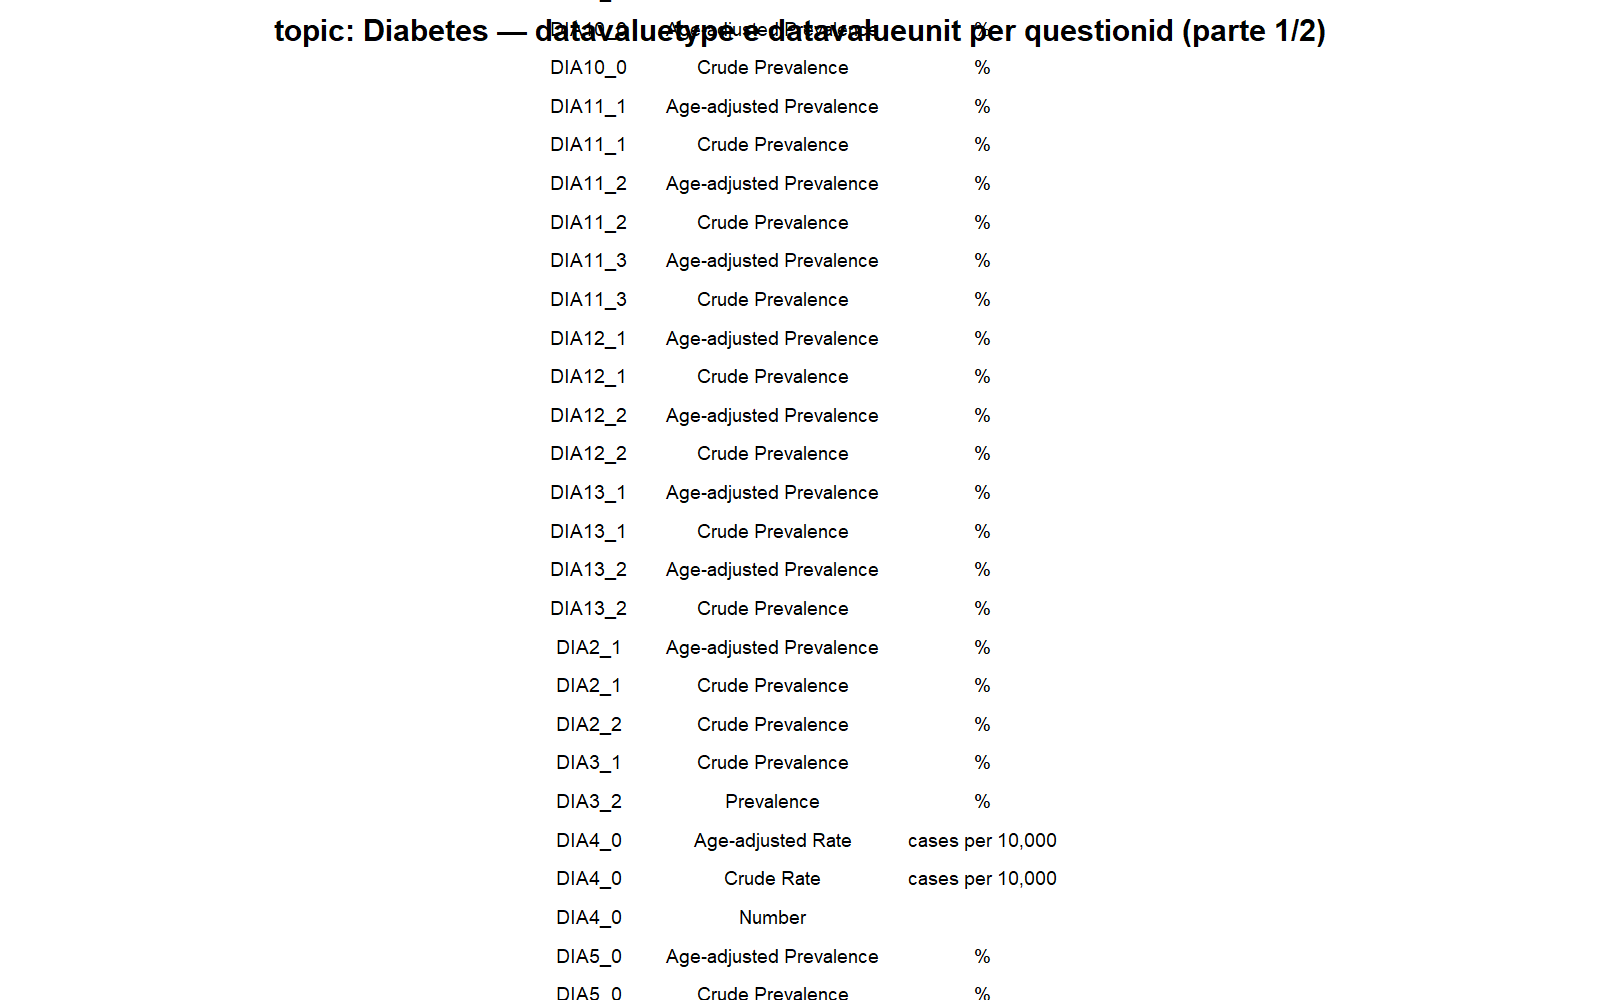 topic: Diabetes — datavaluetype e datavalueunit per questionid (parte 1/2)
DIA10_0 Age-adjusted Prevalence %
DIA10_0 Crude Prevalence %
DIA11_1 Age-adjusted Prevalence %
DIA11_1 Crude Prevalence %
DIA11_2 Age-adjusted Prevalence %
DIA11_2 Crude Prevalence %
DIA11_3 Age-adjusted Prevalence %
DIA11_3 Crude Prevalence %
DIA12_1 Age-adjusted Prevalence %
DIA12_1 Crude Prevalence %
DIA12_2 Age-adjusted Prevalence %
DIA12_2 Crude Prevalence %
DIA13_1 Age-adjusted Prevalence %
DIA13_1 Crude Prevalence %
DIA13_2 Age-adjusted Prevalence %
DIA13_2 Crude Prevalence %
DIA2_1 Age-adjusted Prevalence %
DIA2_1 Crude Prevalence %
DIA2_2 Crude Prevalence %
DIA3_1 Crude Prevalence %
DIA3_2 Prevalence %
DIA4_0 Age-adjusted Rate cases per 10,000
DIA4_0 Crude Rate cases per 10,000
DIA4_0 Number
DIA5_0 Age-adjusted Prevalence %
DIA5_0 Crude Prevalence %